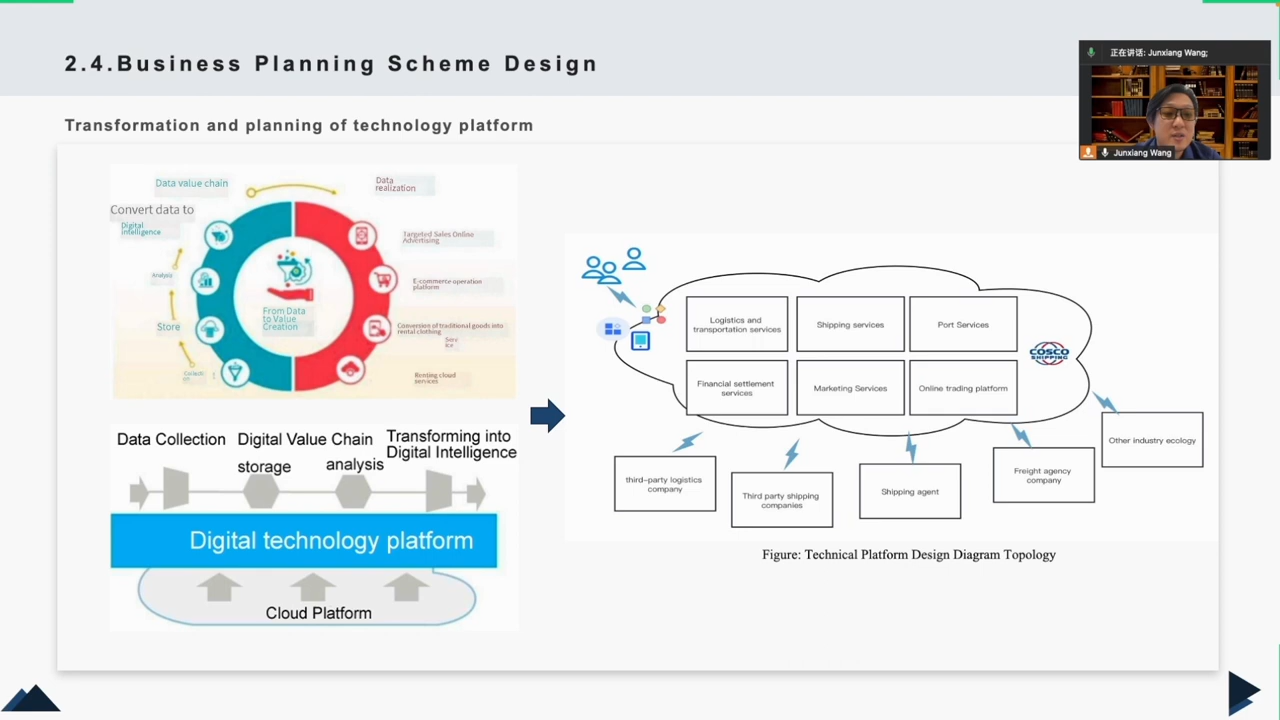 2.4.Business Planning Scheme Design
正在讲话: Junxiang Wang;
Junxiang Wang
Transformation and planning of technology platform
Data value chain
Data
realization
Convert data to
Digital
intelligence
Targeted Sales Online
Advertising
Analysis
E-commerce operation
platform
From Data
to Value
Creation
Store
Conversion of traditional goods into
rental clothing
Renting cloud
services
Data Collection
Digital Value Chain
Transforming into
Digital Intelligence
storage
analysis
Digital technology platform
Cloud Platform
Logistics and
transportation services
Shipping services
Port Services
COSCO
SHIPPING
Financial settlement
services
Marketing Services
Online trading platform
Other industry ecology
third-party logistics
company
Third party shipping
companies
Shipping agent
Freight agency
company
Figure: Technical Platform Design Diagram Topology